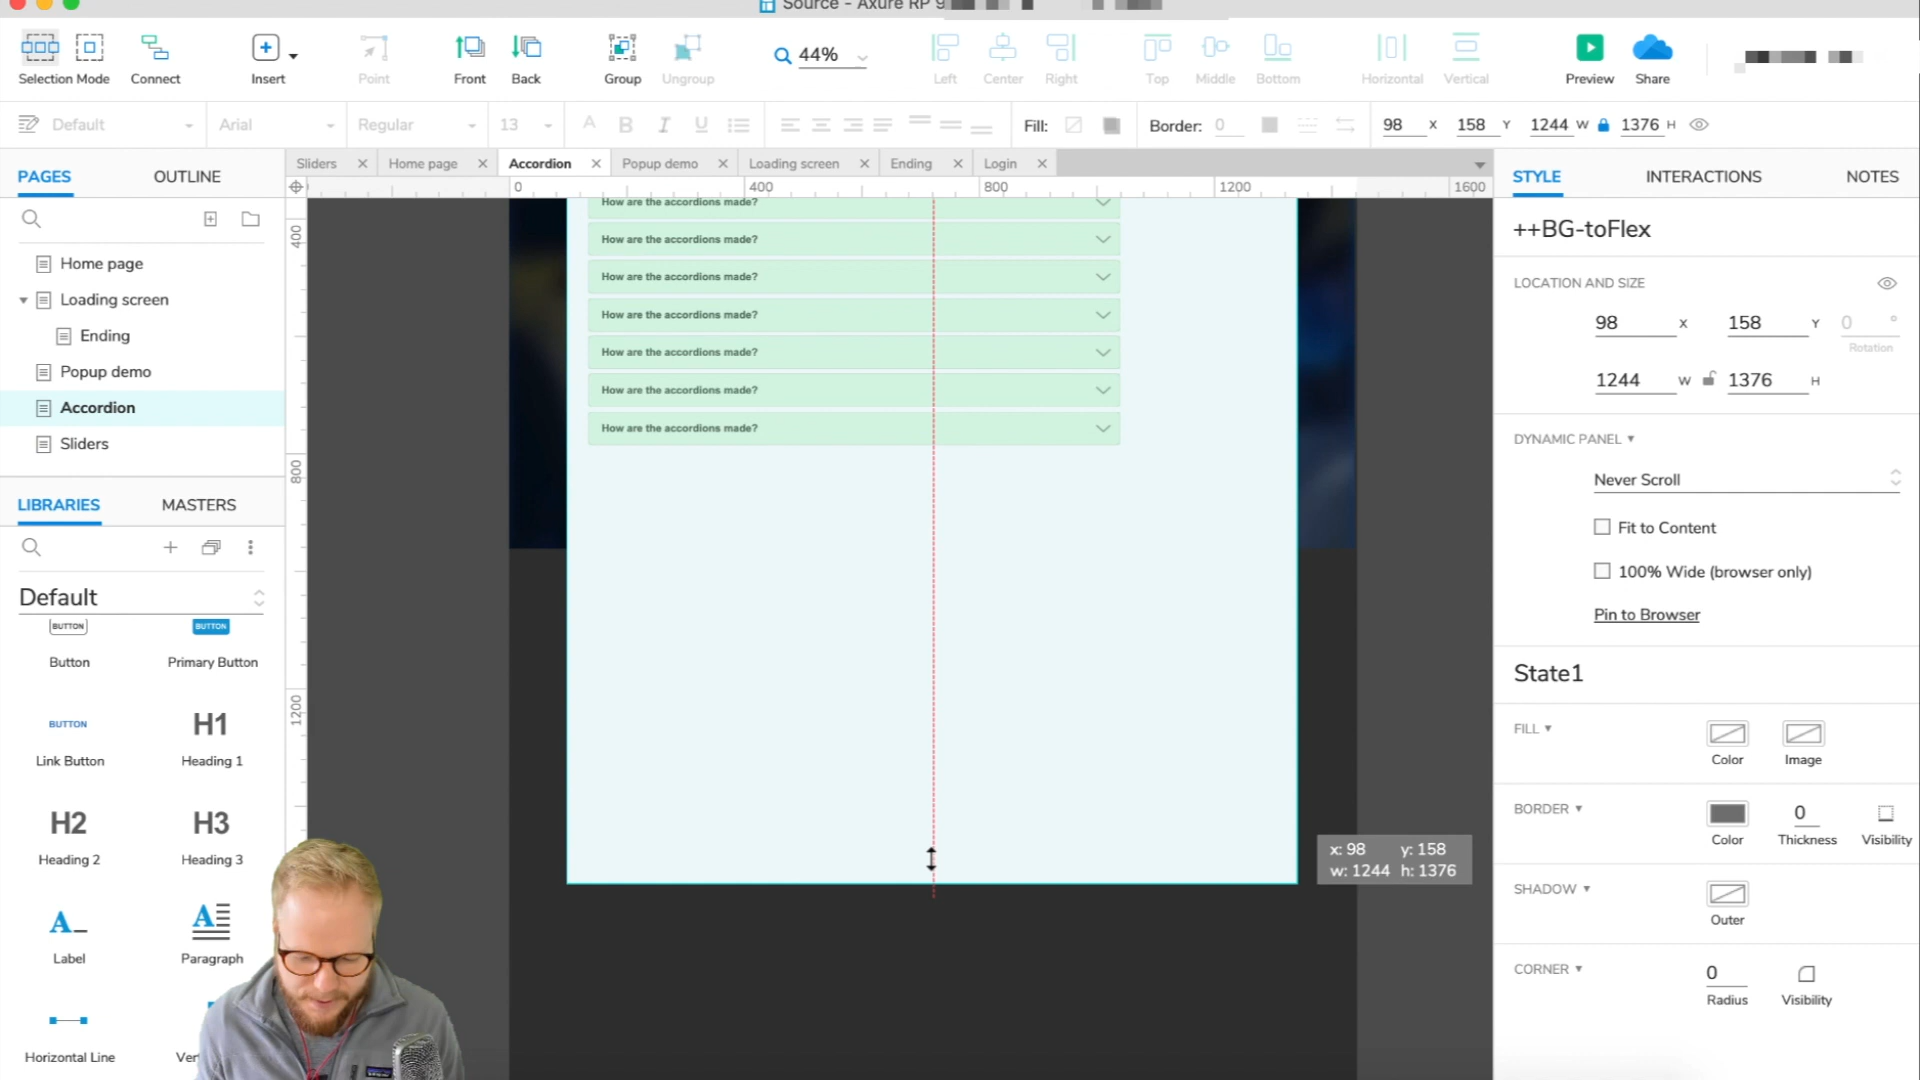 Source - Axure RP 9
Selection Mode
Connect
Insert
Point
Front
Back
Group
Ungroup
44%
Left
Center
Right
Top
Middle
Bottom
Horizontal
Vertical
Preview
Share
Default
Arial
Regular
13
Fill:
Border: 0
98 X 158 Y 1244 W 1376 H
PAGES OUTLINE
Sliders
Home page
Accordion
Popup demo
Loading screen
Ending
Login
STYLE INTERACTIONS NOTES
0 400 800 1200 1600
400
800
1200
Home page
Loading screen
Ending
Popup demo
Accordion
Sliders
LIBRARIES MASTERS
Default
BUTTON BUTTON
Button Primary Button
BUTTON H1
Link Button Heading 1
H2 H3
Heading 2 Heading 3
A A
Label Paragraph
Horizontal Line
How are the accordions made?
How are the accordions made?
How are the accordions made?
How are the accordions made?
How are the accordions made?
How are the accordions made?
How are the accordions made?
x: 98 y: 158
w: 1244 h: 1376
++BG-toFlex
LOCATION AND SIZE
98 X 158 Y 0 °
Rotation
1244 W 1376 H
DYNAMIC PANEL
Never Scroll
Fit to Content
100% Wide (browser only)
Pin to Browser
State1
FILL
Color Image
BORDER
0
Color Thickness Visibility
SHADOW
Outer
CORNER
0
Radius Visibility